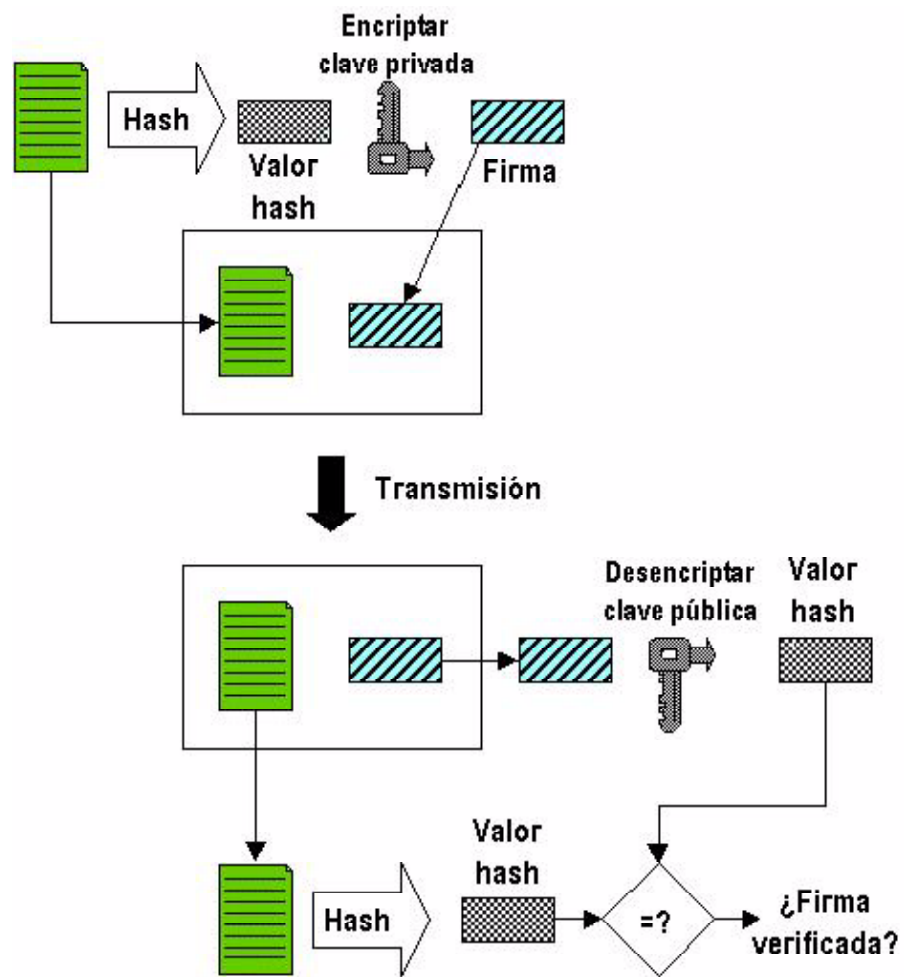 Encriptar
clave privada
Hash
Valor
hash
Firma
Transmisión
Desencriptar
clave pública
Valor
hash
Valor
hash
Hash
=?
¿Firma
verificada?